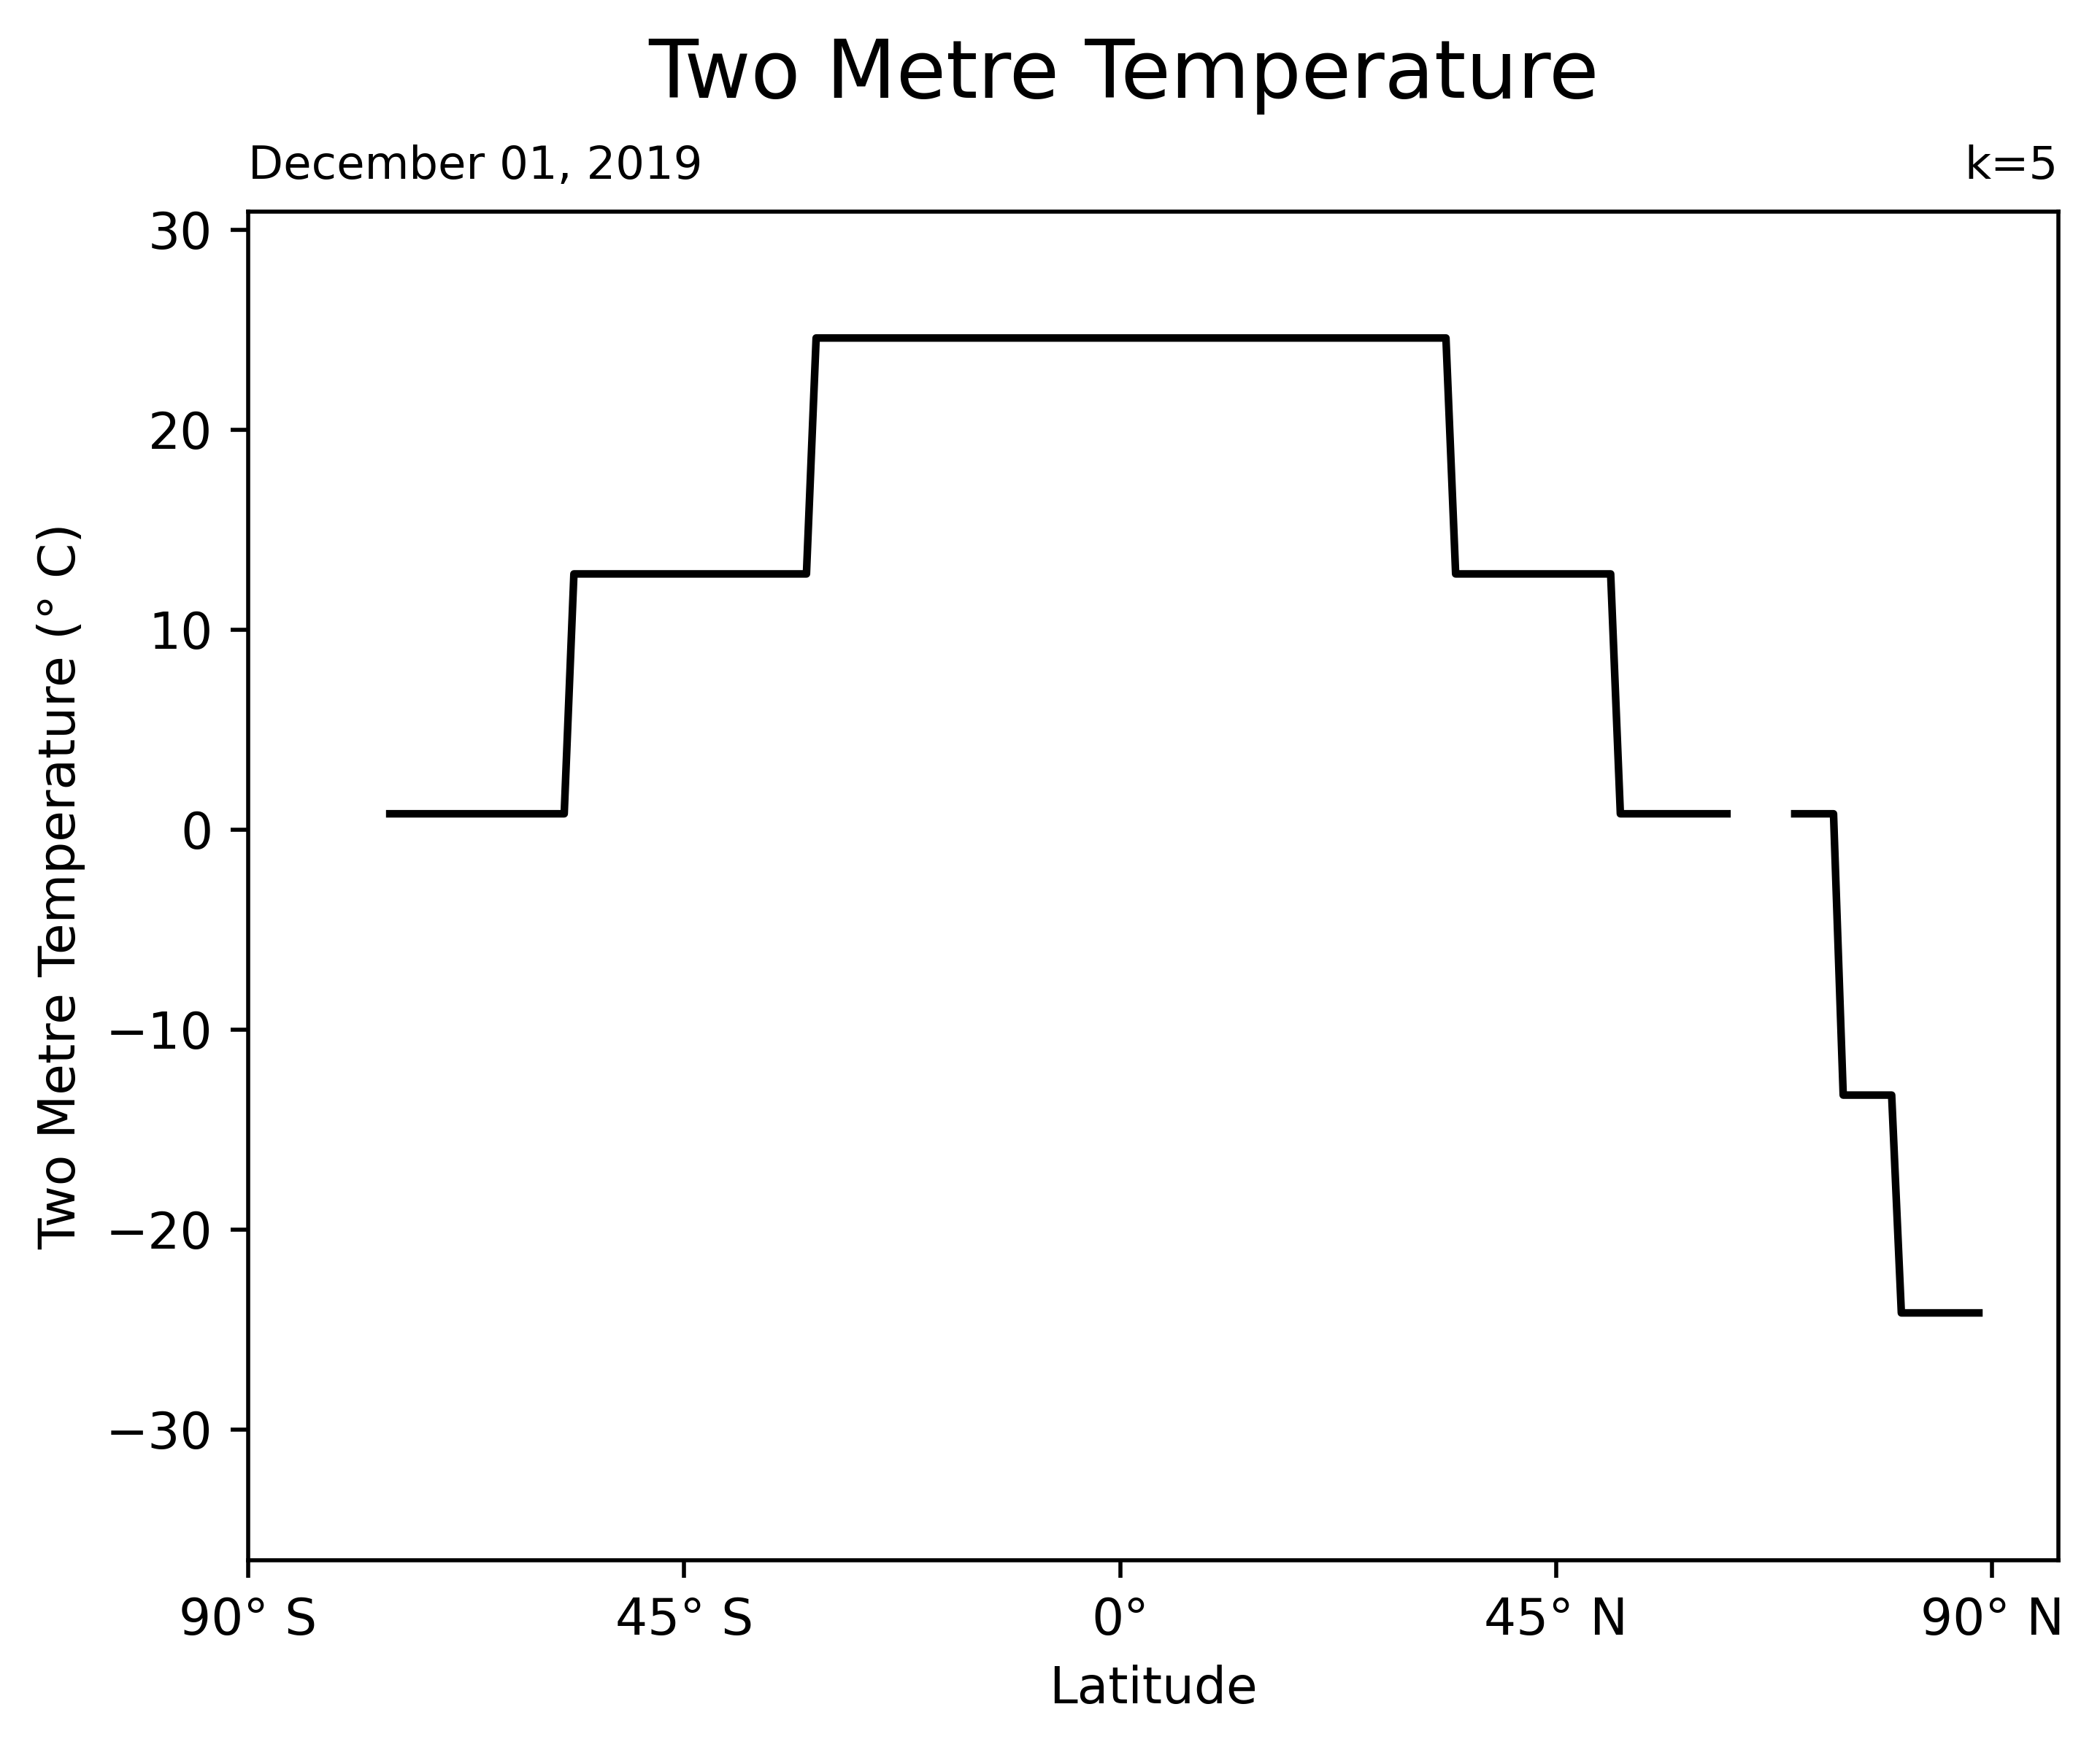 Two Metre Temperature
December 01, 2019
k=5
30
20
10
0
−10
−20
−30
Two Metre Temperature (° C)
90° S
45° S
0°
45° N
90° N
Latitude